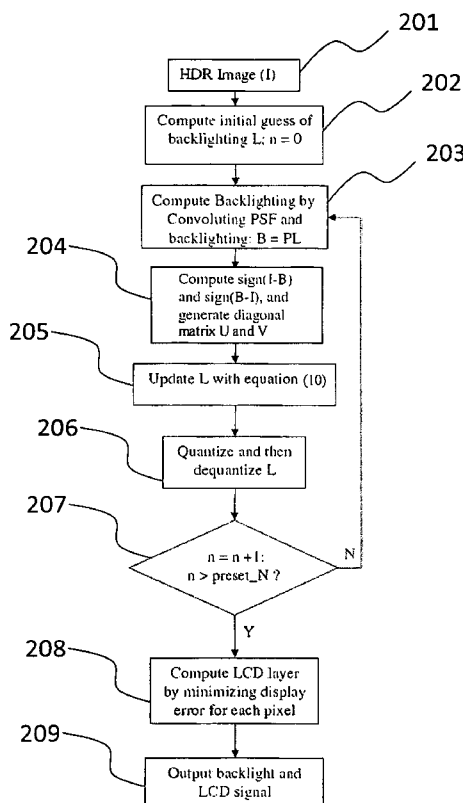 201
HDR Image (I)
202
Compute initial guess of
backlighting L; n = 0
203
Compute Backlighting by
Convoluting PSF and
backlighting: B = PL
204
Compute sign(I-B)
and sign(B-I), and
generate diagonal
matrix U and V
205
Update L with equation (10)
206
Quantize and then
dequantize L
207
n = n +1;
n > preset_N ?
N
Y
208
Compute LCD layer
by minimizing display
error for each pixel
209
Output backlight and
LCD signal